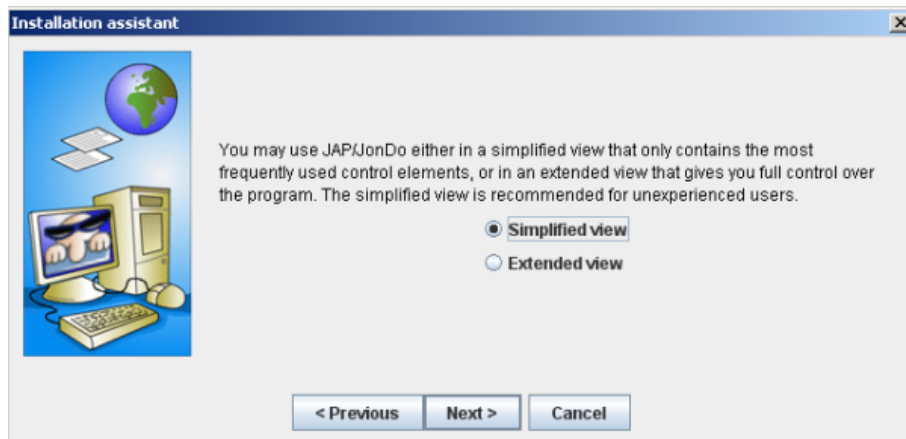 Installation assistant
You may use JAP/JonDo either in a simplified view that only contains the most
frequently used control elements, or in an extended view that gives you full control over
the program. The simplified view is recommended for unexperienced users.
Simplified view
Extended view
< Previous Next > Cancel